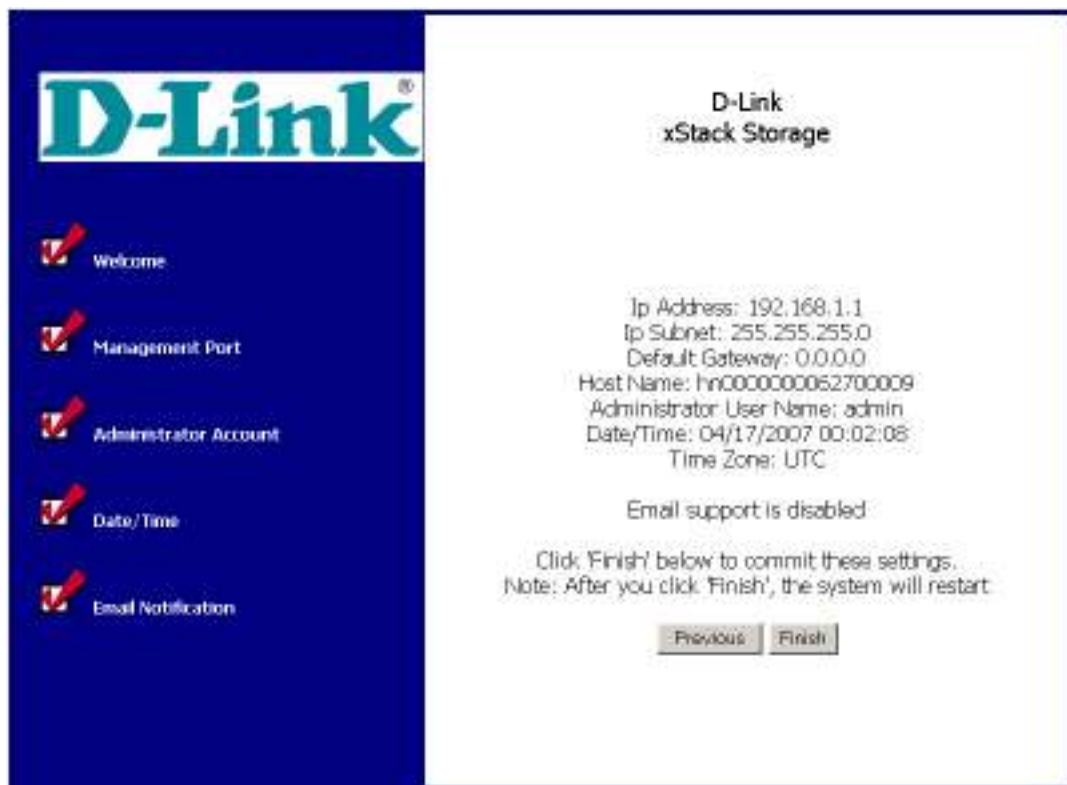 D-Link®
Welcome
Management Port
Administrator Account
Date/Time
Email Notification
D-Link
xStack Storage
Ip Address: 192.168.1.1
Ip Subnet: 255.255.255.0
Default Gateway: 0.0.0.0
Host Name: hn0000000062700009
Administrator User Name: admin
Date/Time: 04/17/2007 00:02:08
Time Zone: UTC
Email support is disabled
Click 'Finish' below to commit these settings.
Note: After you click 'Finish', the system will restart
Previous Finish